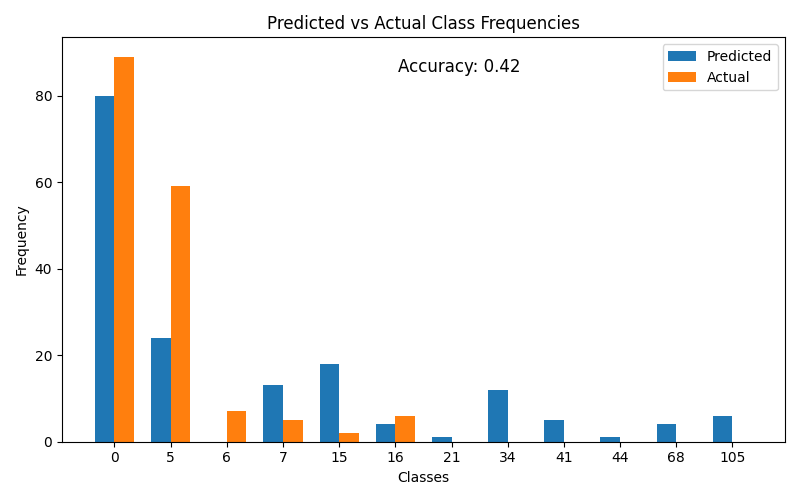 Predicted vs Actual Class Frequencies
Accuracy: 0.42
Predicted
Actual
Frequency
80
60
40
20
0
0 5 6 7 15 16 21 34 41 44 68 105
Classes